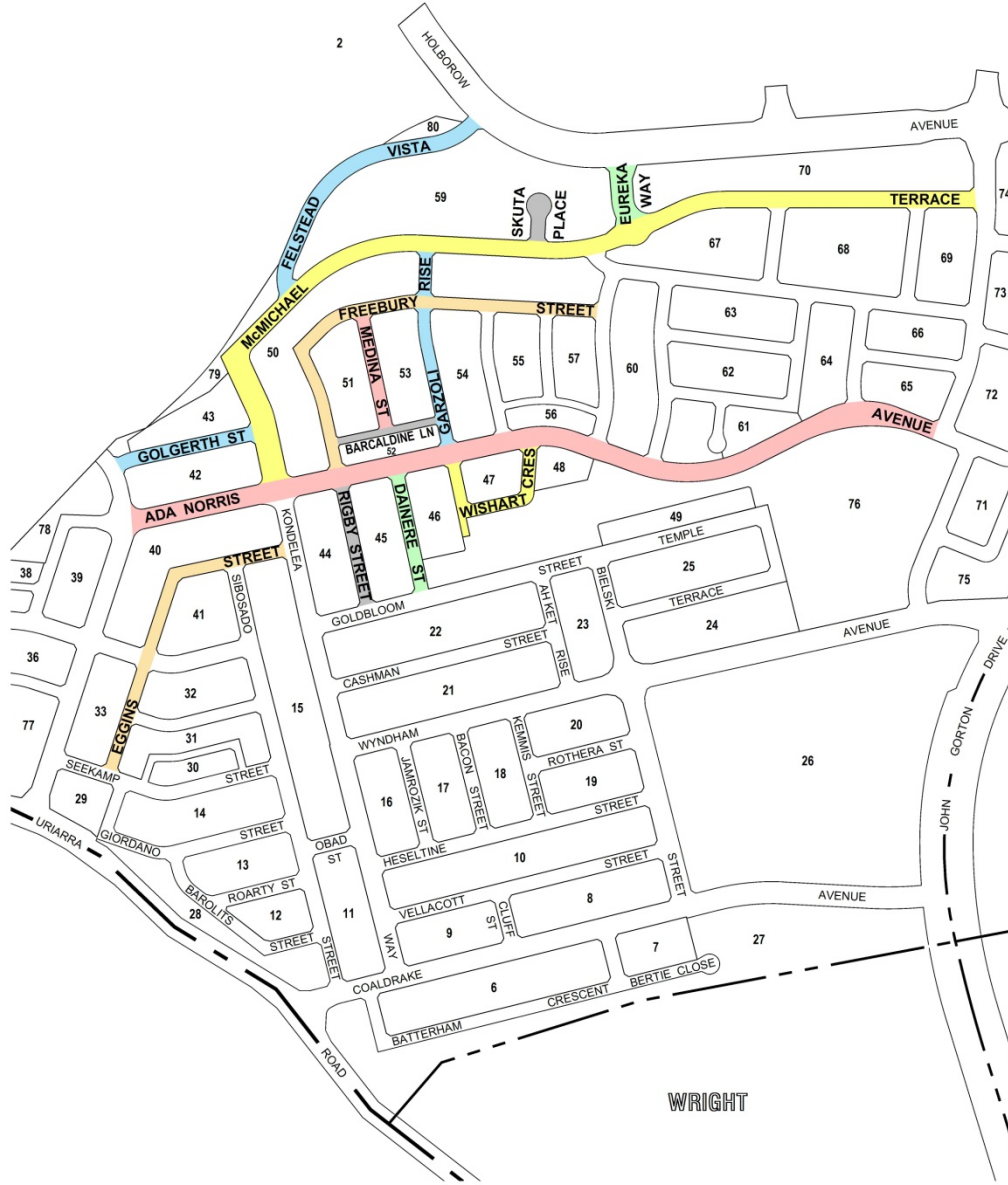 2
HOLBOROW
AVENUE
80
VISTA
FELSTEAD
59
SKUTA
PLACE
EUREKA
WAY
70
TERRACE
74
67
68
69
73
McMICHAEL
RISE
FREEBURY
STREET
63
66
50
MEDINA ST
51
53
GARZOLI
54
55
57
60
62
64
65
72
79
43
56
61
AVENUE
GOLGERTH ST
BARCALDINE LN
52
42
ADA NORRIS
47
48
WISHART CRES
46
45
44
RIGBY STREET
DAINERE ST
KONDELEA
49
76
71
78
40
STREET
TEMPLE
38
39
SIBOSADO
41
GOLDBLOOM
STREET
AH KET
BIELSKI
25
75
TERRACE
22
23
24
AVENUE
36
CASHMAN
STREET
RISE
32
33
EGGINS
15
21
77
31
30
WYNDHAM
20
KEMMIS
STREET
ROTHERA ST
26
SEEKAMP
STREET
JAMROZIK ST
BACON
STREET
16
17
18
19
29
14
STREET
GIORDANO
OBAD
ST
HESELTINE
STREET
URIARRA
13
10
ROARTY ST
BAROLITS
STREET
12
11
28
VELLACOTT
STREET
STREET
CLUFF
ST
8
9
AVENUE
WAY
STREET
7
27
COALDRAKE
6
CRESCENT
BERTIE CLOSE
BATTERHAM
ROAD
JOHN
GORTON
DRIVE
WRIGHT